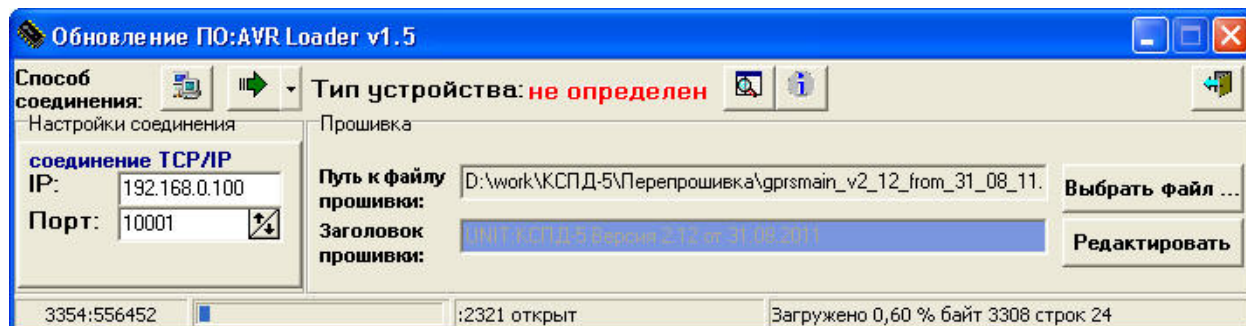 Обновление ПО:AVR Loader v1.5
Способ соединения:
Тип устройства: не определен
Настройки соединения
соединение TCP/IP
IP: 192.168.0.100
Порт: 10001
Прошивка
Путь к файлу прошивки:
D:\work\КСПД-5\Перепрошивка\gprsmain_v2_12_from_31_08_11.
Выбрать файл ...
Заголовок прошивки:
UNIT:КСПД-5 Версия 2.12 от 31.08.2011
Редактировать
3354:556452
:2321 открыт
Загружено 0,60 % байт 3308 строк 24